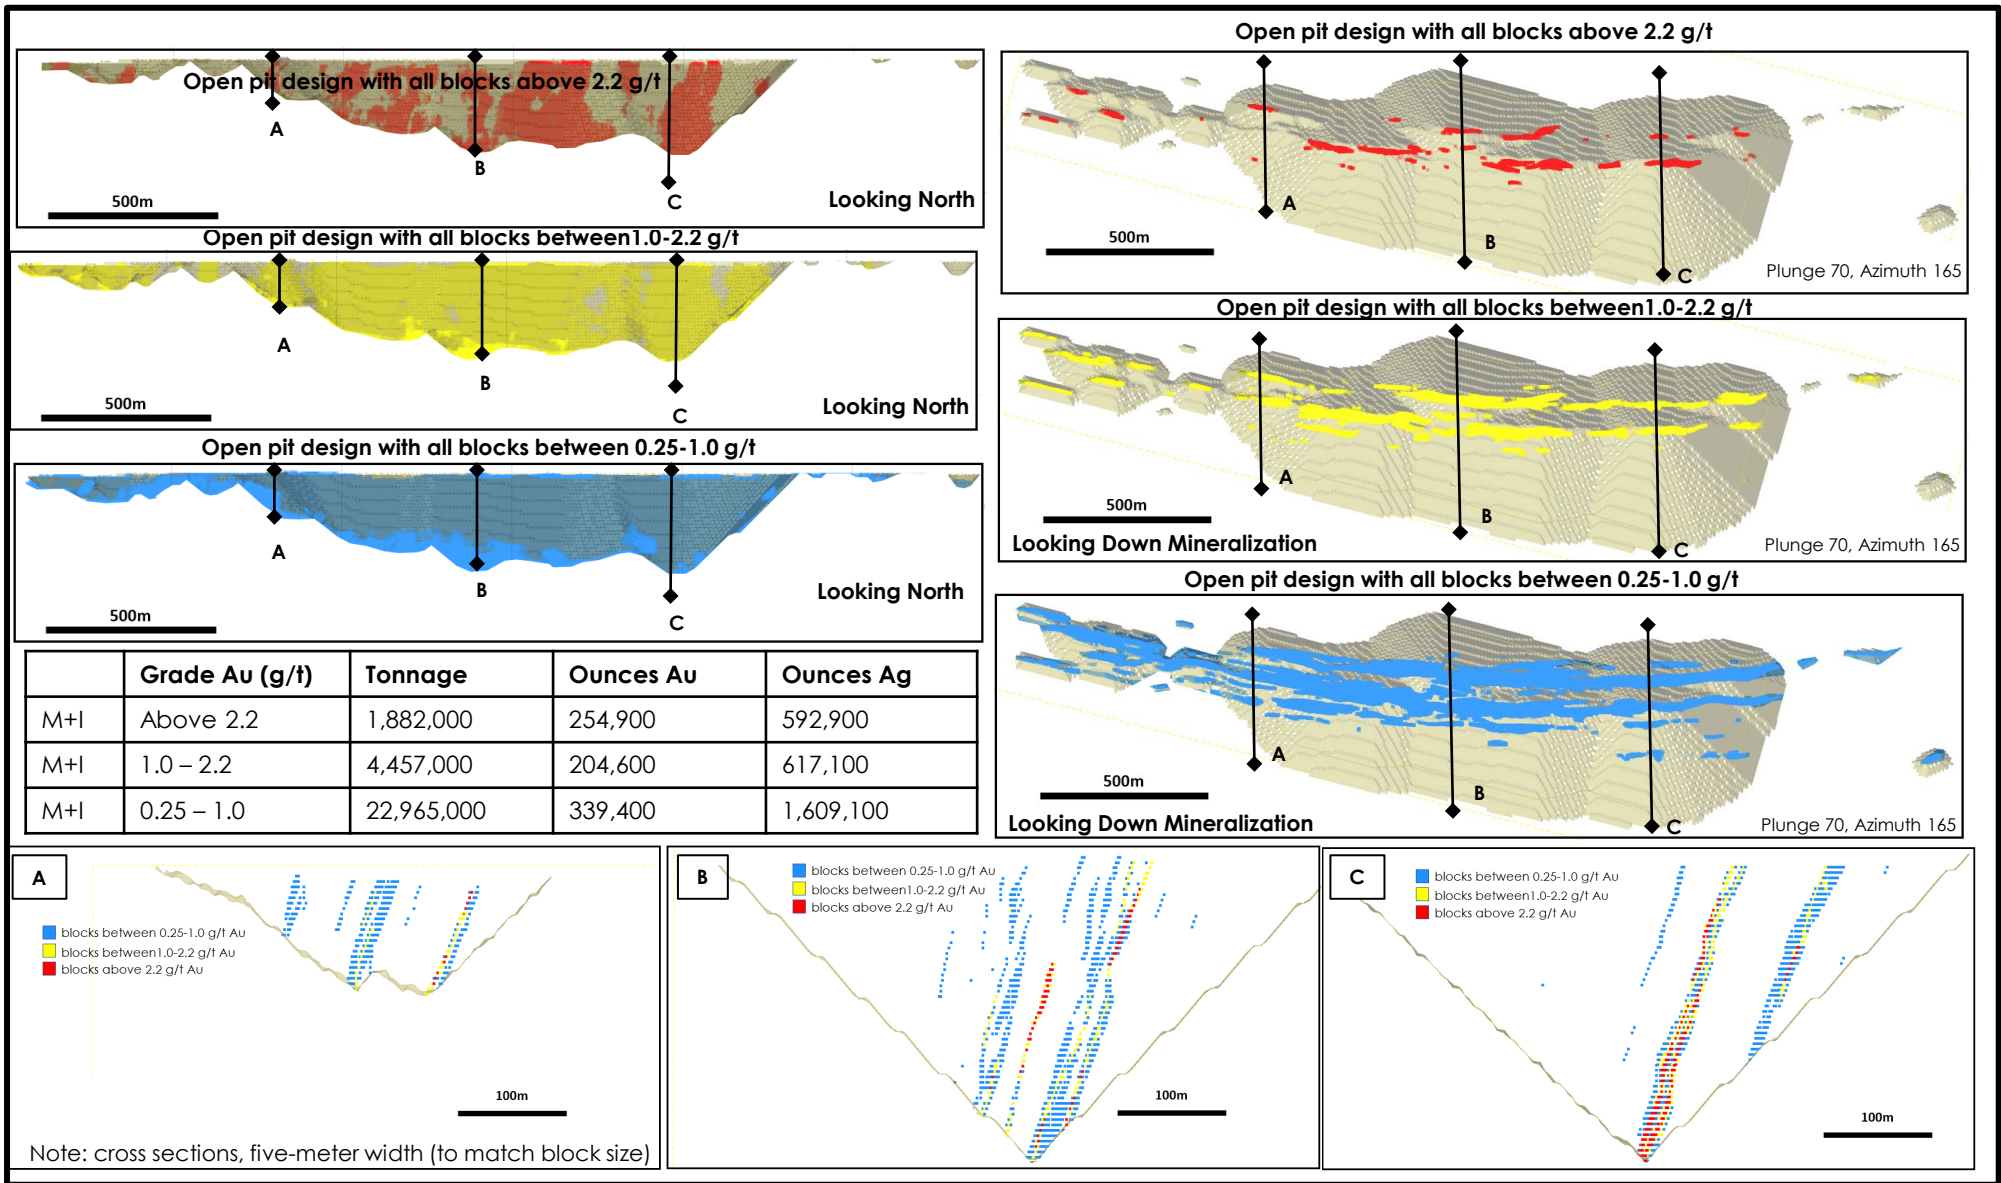 Open pit design with all blocks above 2.2 g/t
A
B
C
500m
Looking North
Open pit design with all blocks between1.0-2.2 g/t
A
B
C
500m
Looking North
Open pit design with all blocks between 0.25-1.0 g/t
A
B
C
500m
Looking North
Open pit design with all blocks above 2.2 g/t
A
B
C
500m
Plunge 70, Azimuth 165
Open pit design with all blocks between1.0-2.2 g/t
A
B
C
500m
Looking Down Mineralization
Plunge 70, Azimuth 165
Open pit design with all blocks between 0.25-1.0 g/t
A
B
C
500m
Looking Down Mineralization
Plunge 70, Azimuth 165
Grade Au (g/t) Tonnage Ounces Au Ounces Ag
M+I Above 2.2 1,882,000 254,900 592,900
M+I 1.0 – 2.2 4,457,000 204,600 617,100
M+I 0.25 – 1.0 22,965,000 339,400 1,609,100
A
blocks between 0.25-1.0 g/t Au
blocks between1.0-2.2 g/t Au
blocks above 2.2 g/t Au
100m
Note: cross sections, five-meter width (to match block size)
B
blocks between 0.25-1.0 g/t Au
blocks between1.0-2.2 g/t Au
blocks above 2.2 g/t Au
100m
C
blocks between 0.25-1.0 g/t Au
blocks between1.0-2.2 g/t Au
blocks above 2.2 g/t Au
100m